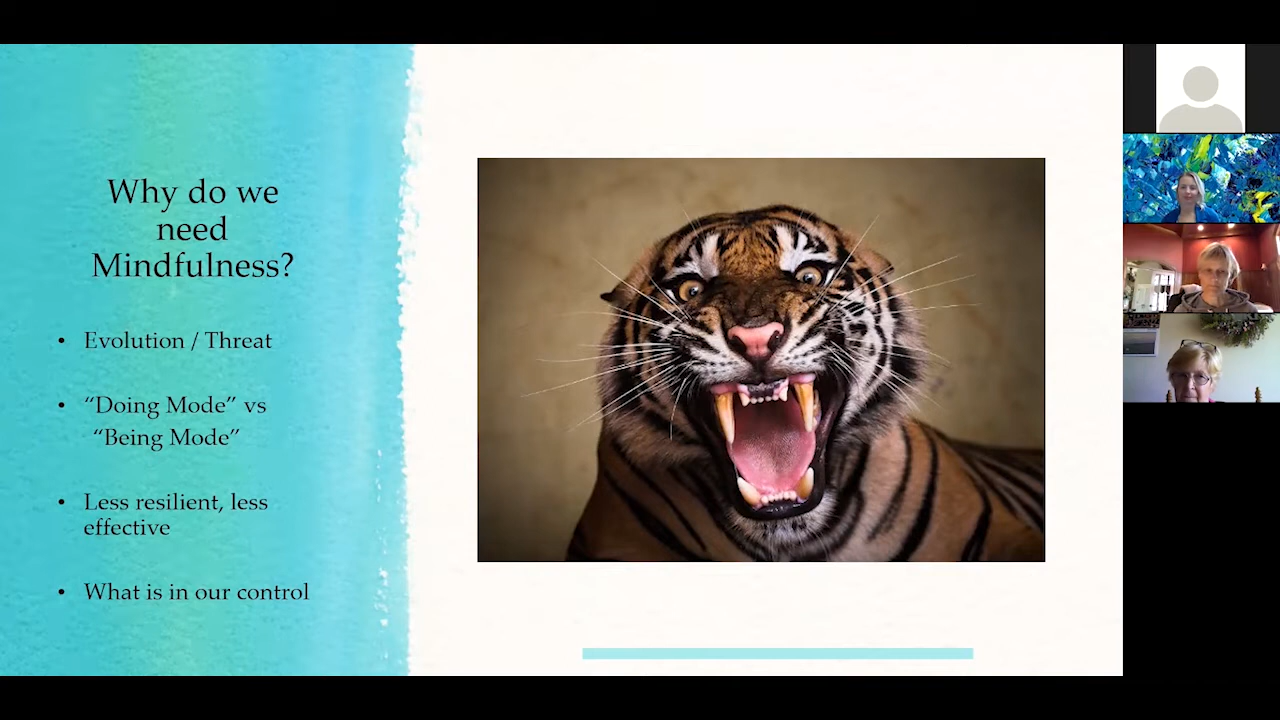 Why do we
need
Mindfulness?
• Evolution / Threat
• “Doing Mode” vs
“Being Mode”
• Less resilient, less
effective
• What is in our control